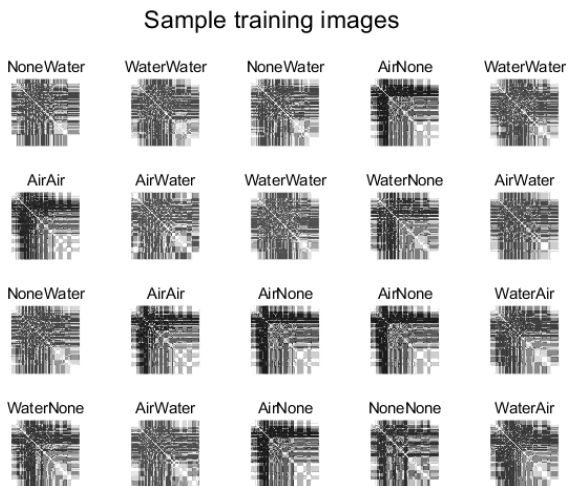 Sample training images
NoneWater WaterWater NoneWater AirNone WaterWater
AirAir AirWater WaterWater WaterNone AirWater
NoneWater AirAir AirNone AirNone WaterAir
WaterNone AirWater AirNone NoneNone WaterAir